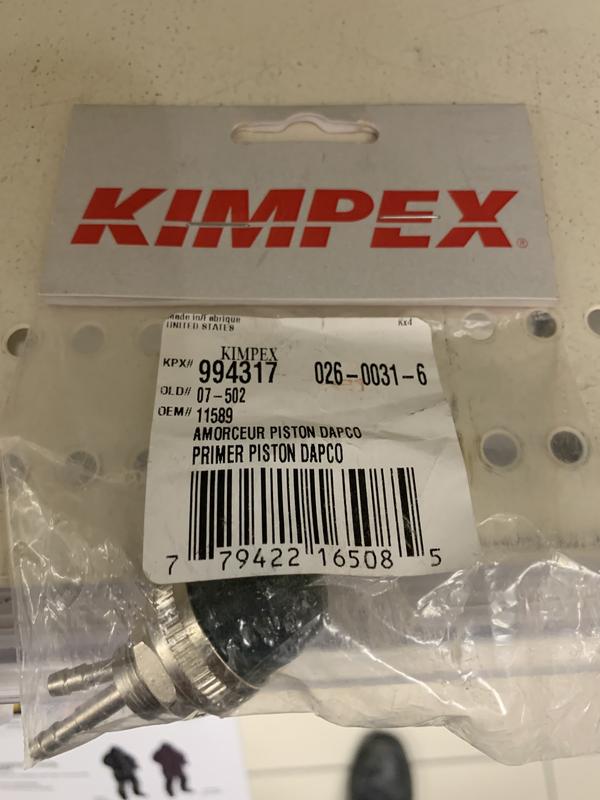 KIMPEX®
Made in/Fabrique
UNITED STATES
Kx4
KIMPEX
KPX# 994317 026-0031-6
OLD# 07-502
OEM# 11589
AMORCEUR PISTON DAPCO
PRIMER PISTON DAPCO
7 79422 16508 5